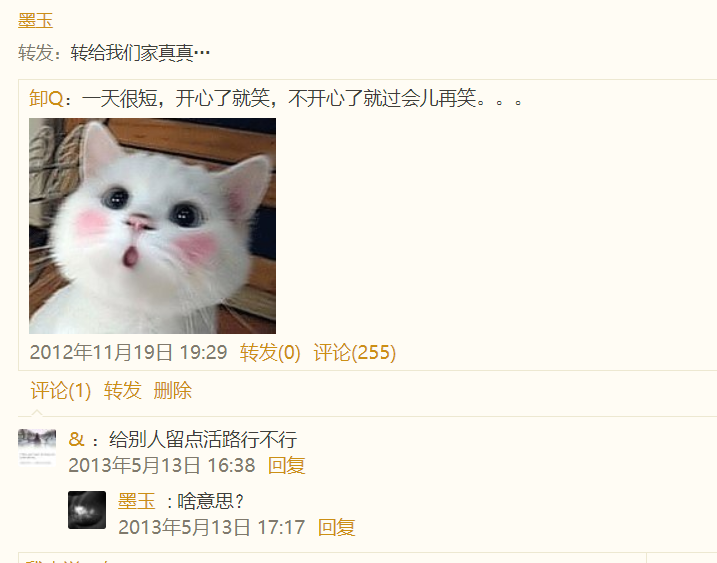 墨玉
转发：转给我们家真真…
卸Q：一天很短，开心了就笑，不开心了就过会儿再笑。。。
2012年11月19日 19:29 转发(0) 评论(255)
评论(1) 转发 删除
& ：给别人留点活路行不行
2013年5月13日 16:38 回复
墨玉 : 啥意思?
2013年5月13日 17:17 回复